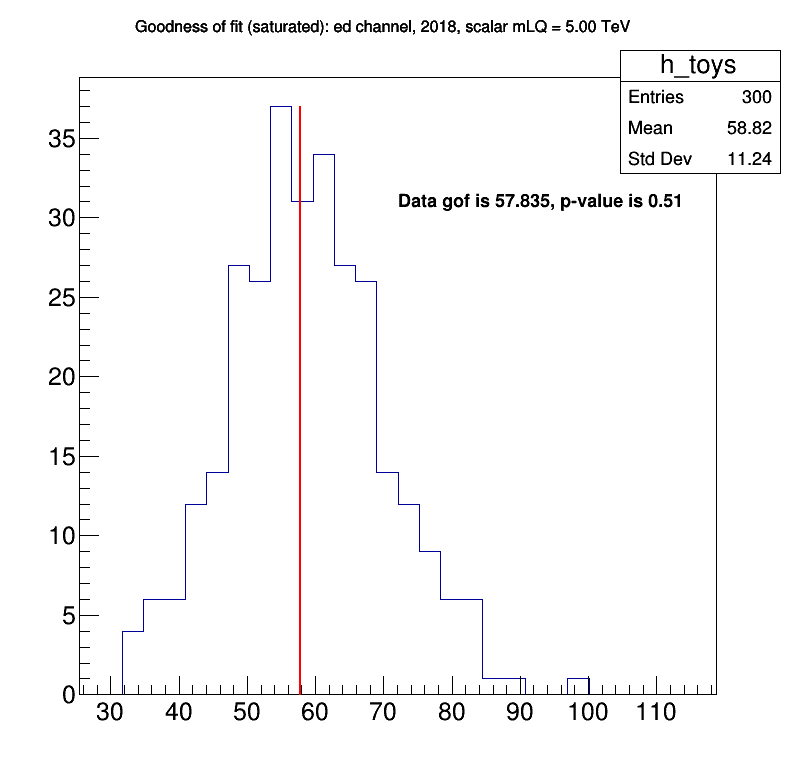 Goodness of fit (saturated): ed channel, 2018, scalar mLQ = 5.00 TeV
h_toys
Entries 300
Mean 58.82
Std Dev 11.24
Data gof is 57.835, p-value is 0.51
35
30
25
20
15
10
5
0
30 40 50 60 70 80 90 100 110